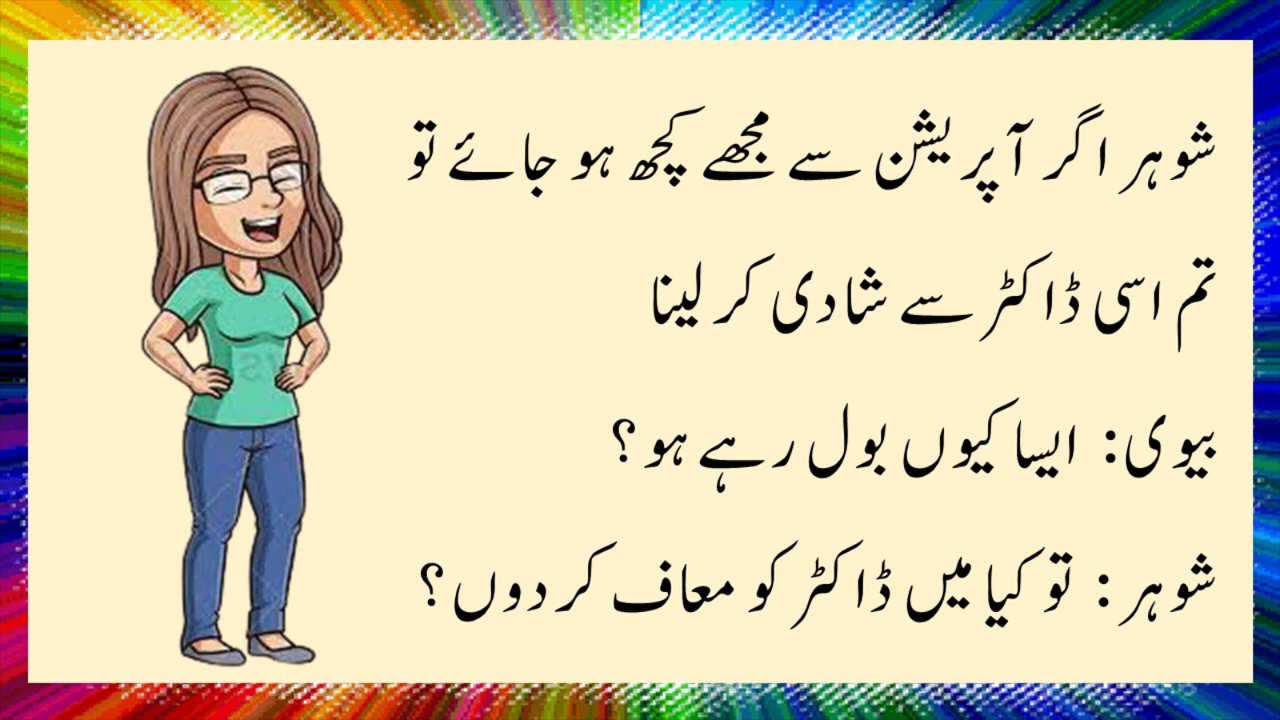 شوہر اگر آپریشن سے مجھے کچھ ہو جائے تو
تم اسی ڈاکٹر سے شادی کر لینا
بیوی: ایسا کیوں بول رہے ہو؟
شوہر: تو کیا میں ڈاکٹر کو معاف کر دوں؟